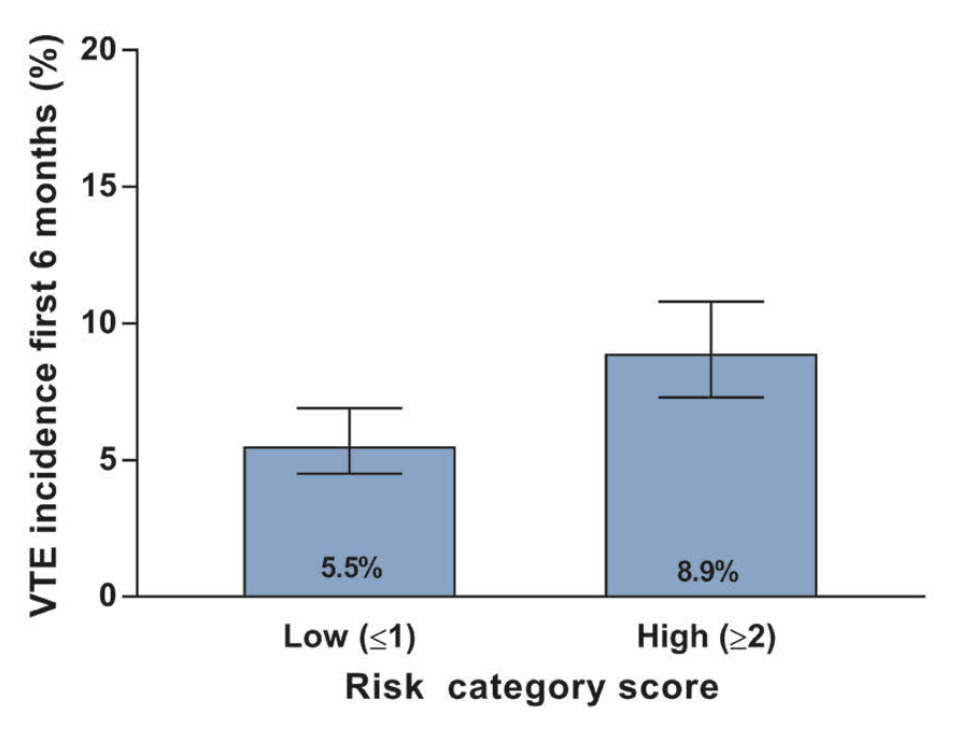 VTE incidence first 6 months (%)
20
15
10
5
0
5.5%
8.9%
Low (≤1)
High (≥2)
Risk category score